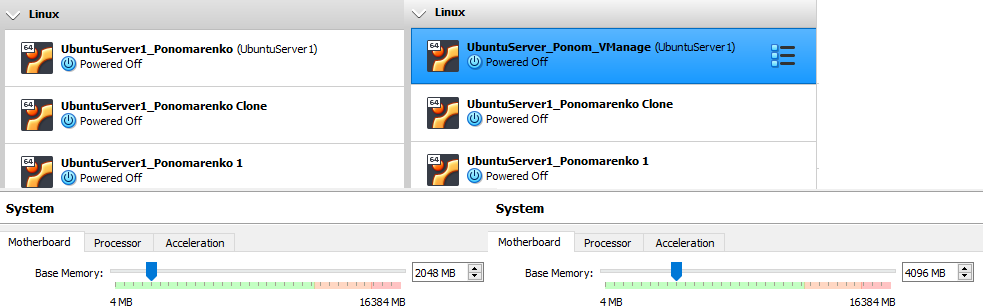 Linux
64
UbuntuServer1_Ponomarenko (UbuntuServer1)
Powered Off
64
UbuntuServer1_Ponomarenko Clone
Powered Off
64
UbuntuServer1_Ponomarenko 1
Powered Off
Linux
64
UbuntuServer_Ponom_VManage (UbuntuServer1)
Powered Off
64
UbuntuServer1_Ponomarenko Clone
Powered Off
64
UbuntuServer1_Ponomarenko 1
Powered Off
System
Motherboard Processor Acceleration
Base Memory: 2048 MB
4 MB 16384 MB
System
Motherboard Processor Acceleration
Base Memory: 4096 MB
4 MB 16384 MB